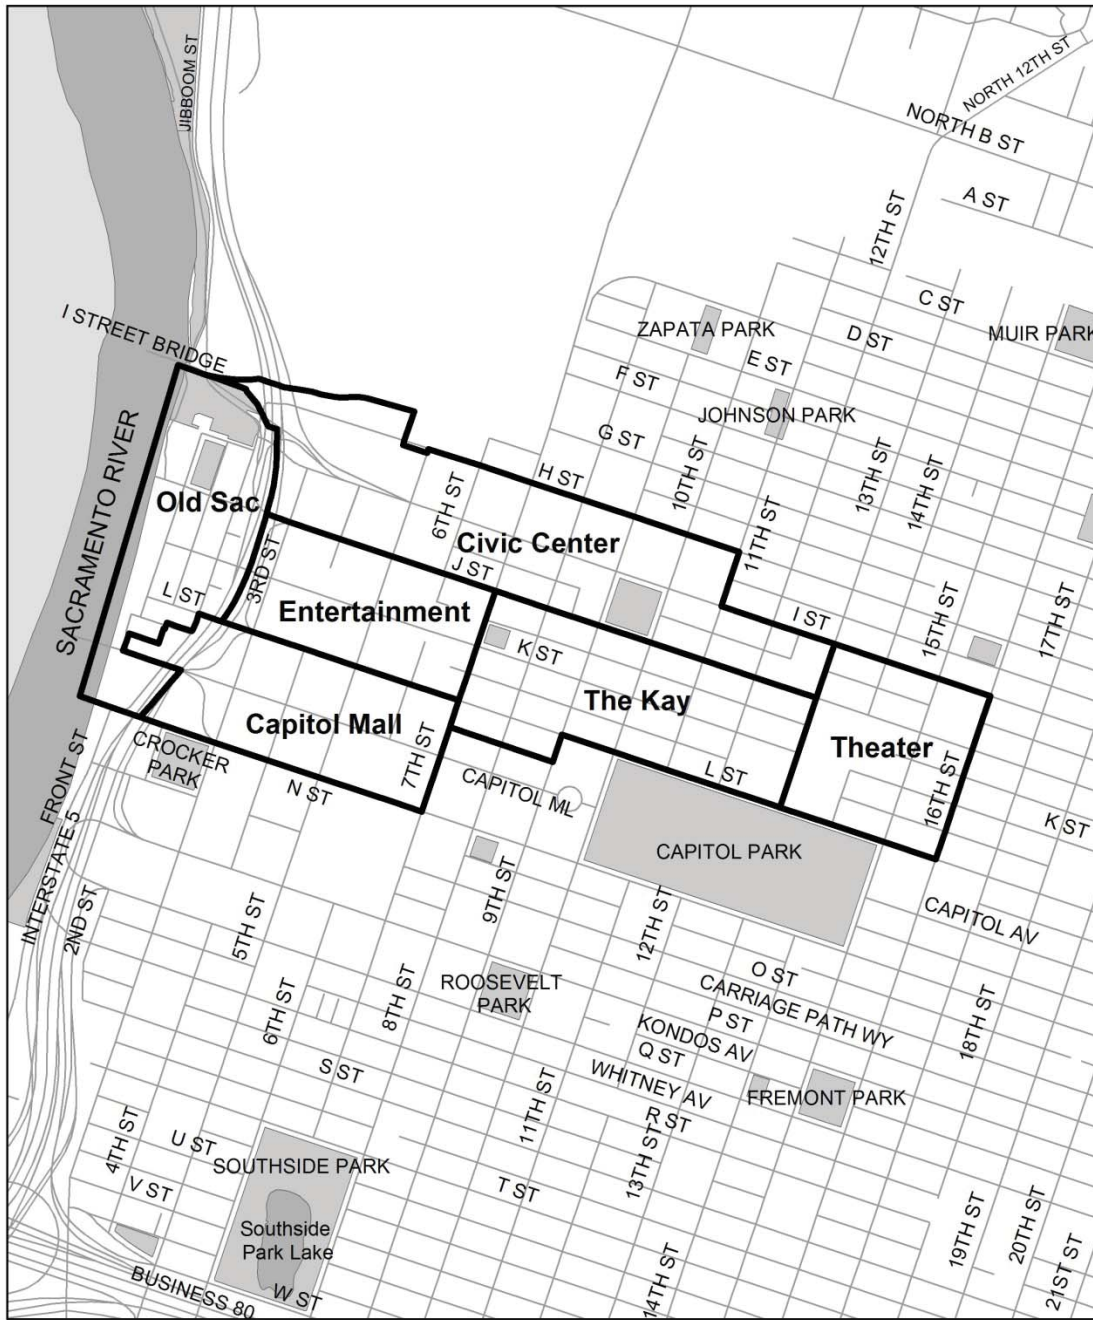 JIBBOOM ST
NORTH 12TH ST
NORTH B ST
A ST
12TH ST
C ST
I STREET BRIDGE
ZAPATA PARK
D ST
MUIR PARK
E ST
F ST
JOHNSON PARK
G ST
10TH ST
13TH ST
14TH ST
H ST
SACRAMENTO RIVER
Old Sac
6TH ST
Civic Center
11TH ST
3RD ST
J ST
L ST
Entertainment
I ST
15TH ST
17TH ST
K ST
The Kay
Capitol Mall
7TH ST
Theater
CROCKER
PARK
L ST
16TH ST
FRONT ST
N ST
CAPITOL ML
K ST
INTERSTATE 5
CAPITOL PARK
2ND ST
9TH ST
5TH ST
12TH ST
CAPITOL AV
O ST
ROOSEVELT
PARK
CARRIAGE PATH WY
6TH ST
8TH ST
P ST
18TH ST
KONDOS AV
Q ST
S ST
WHITNEY AV
FREMONT PARK
11TH ST
R ST
4TH ST
U ST
SOUTHSIDE PARK
13TH ST
V ST
T ST
19TH ST
20TH ST
Southside
Park Lake
21ST ST
BUSINESS 80
W ST
14TH ST